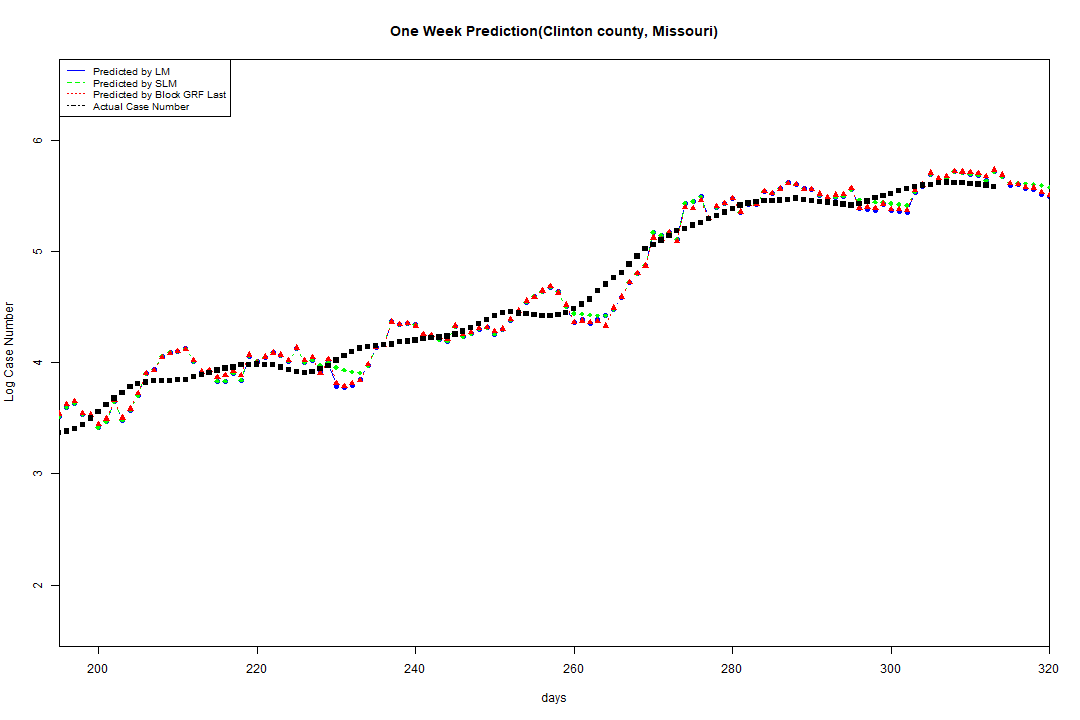 One Week Prediction(Clinton county, Missouri)
Predicted by LM
Predicted by SLM
Predicted by Block GRF Last
Actual Case Number
6
5
4
3
2
Log Case Number
200 220 240 260 280 300 320
days